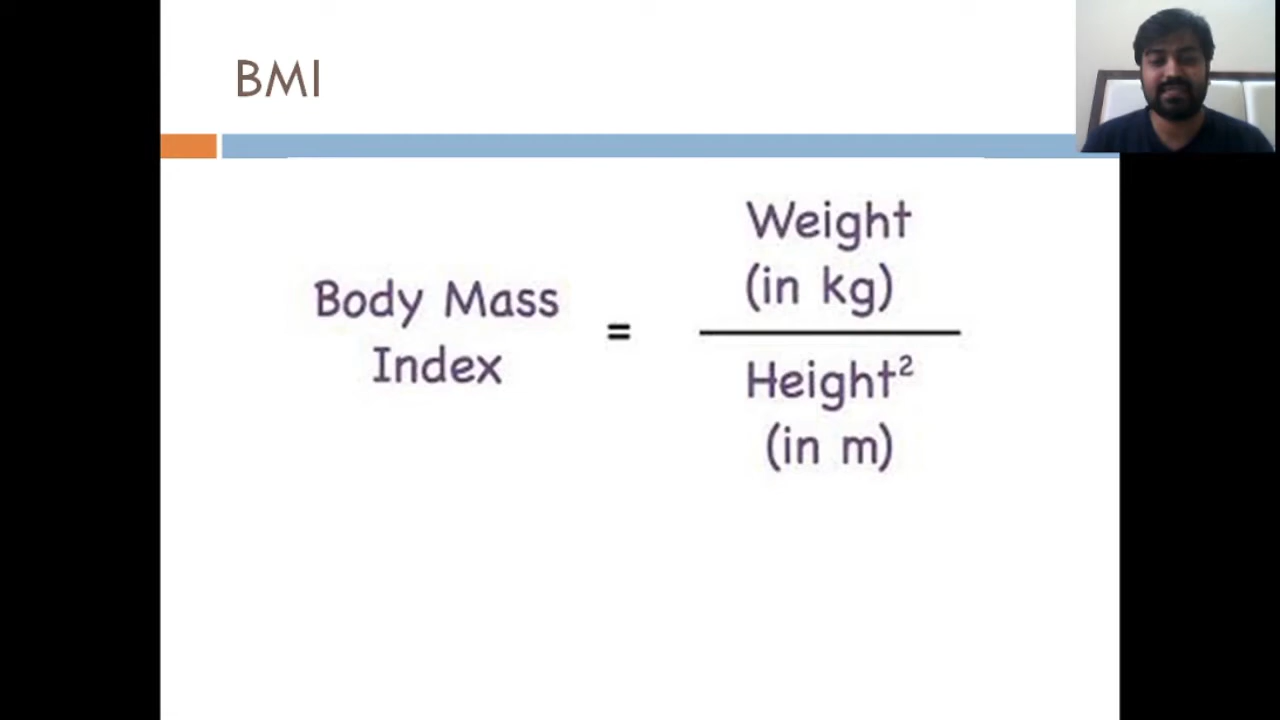 BMI
Body Mass
Index
=
Weight
(in kg)
Height²
(in m)